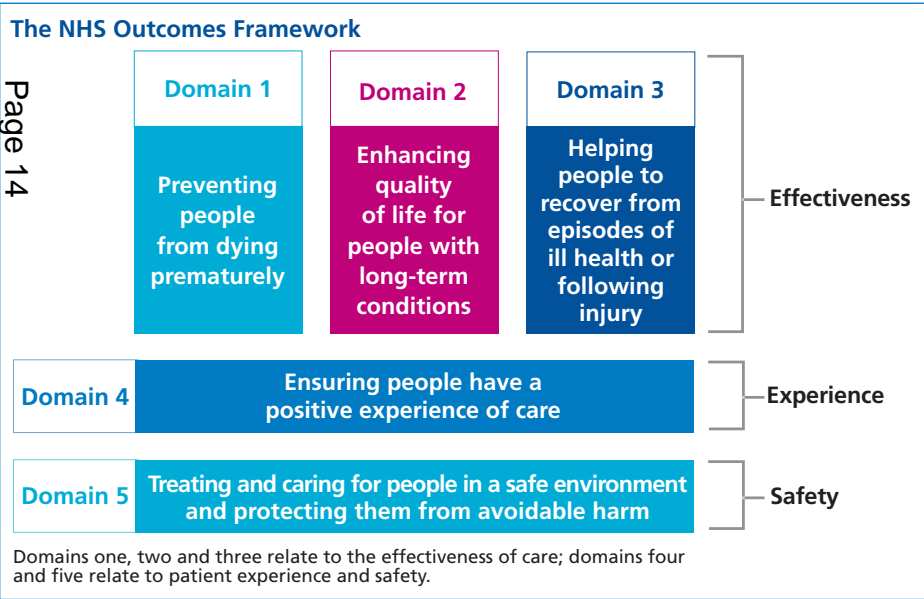 The NHS Outcomes Framework
Page 14
Domain 1
Preventing
people
from dying
prematurely
Domain 2
Enhancing
quality
of life for
people with
long-term
conditions
Domain 3
Helping
people to
recover from
episodes of
ill health or
following
injury
Effectiveness
Domain 4
Ensuring people have a
positive experience of care
Experience
Domain 5
Treating and caring for people in a safe environment
and protecting them from avoidable harm
Safety
Domains one, two and three relate to the effectiveness of care; domains four
and five relate to patient experience and safety.